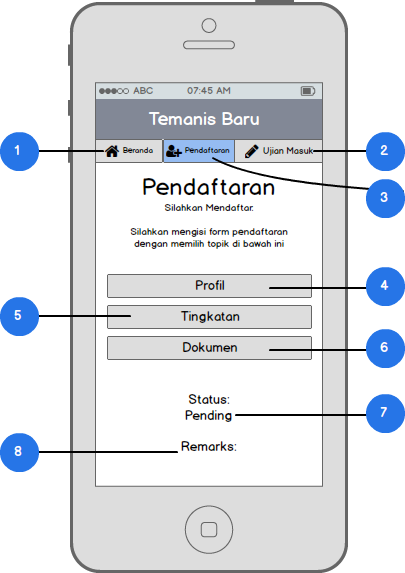 ABC 07:45 AM
Temanis Baru
1 Beranda Pendaftaran Ujian Masuk 2
3
Pendaftaran
Silahkan Mendaftar.
Silahkan mengisi form pendaftaran
dengan memilih topik di bawah ini
Profil 4
5 Tingkatan
Dokumen 6
Status:
Pending 7
8 Remarks: